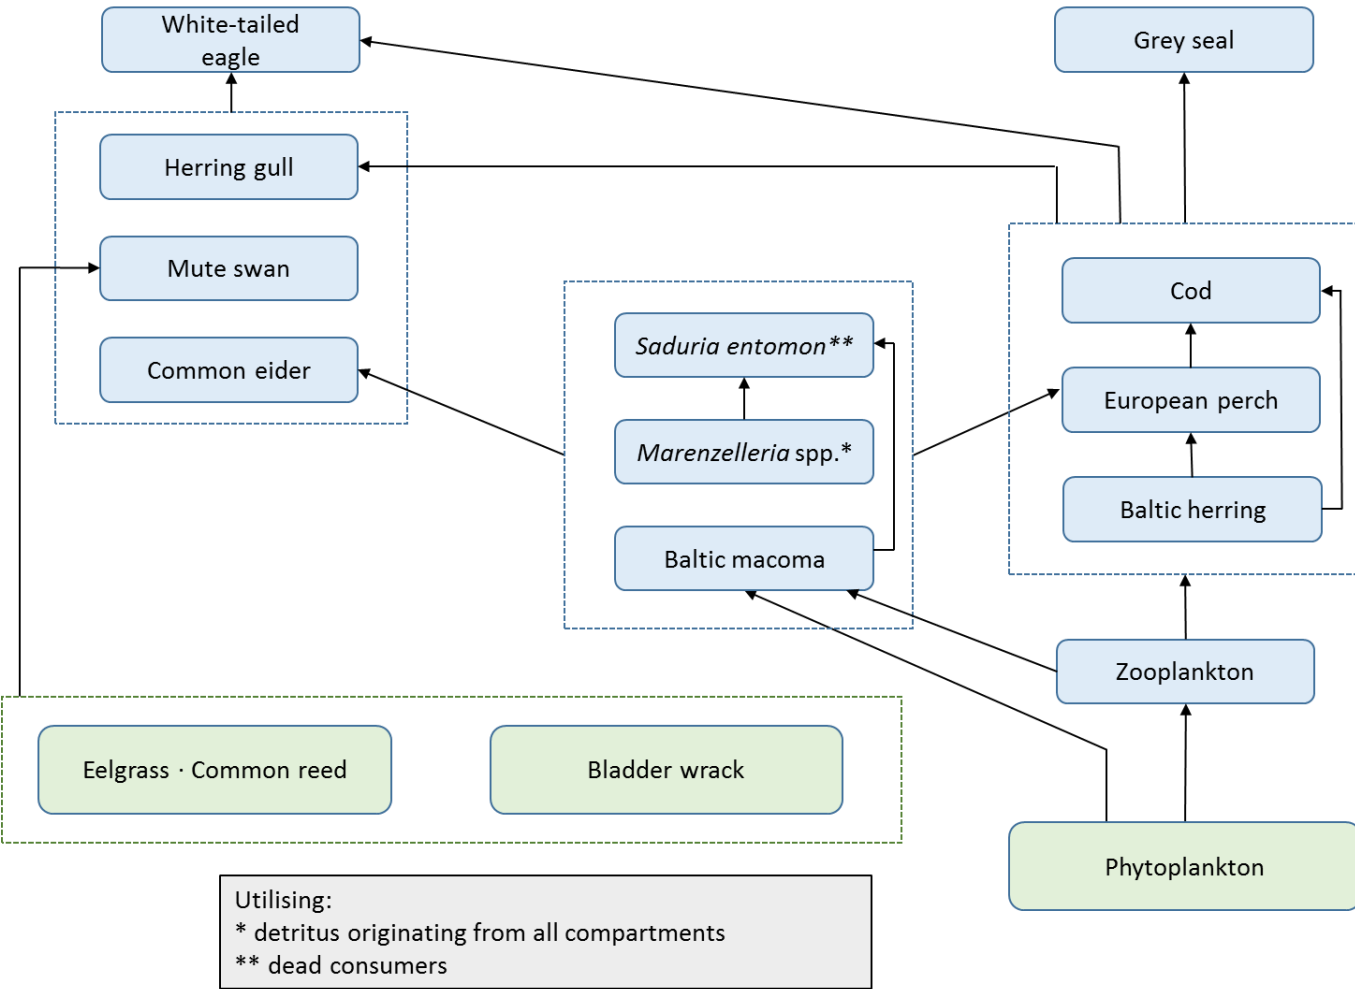 White-tailed
eagle
Grey seal
Herring gull
Mute swan
Common eider
Saduria entomon**
Marenzelleria spp.*
Baltic macoma
Cod
European perch
Baltic herring
Zooplankton
Eelgrass · Common reed
Bladder wrack
Phytoplankton
Utilising:
* detritus originating from all compartments
** dead consumers